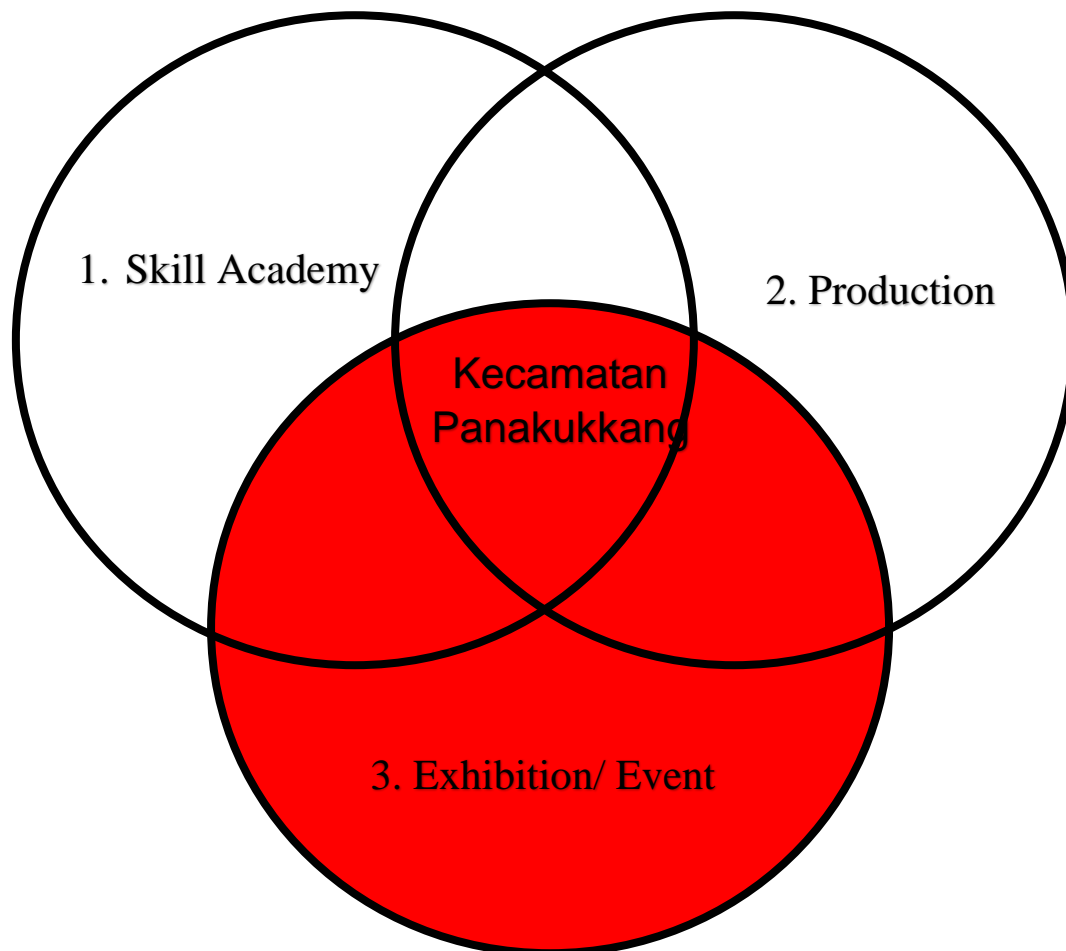 1. Skill Academy
2. Production
Kecamatan
Panakukkang
3. Exhibition/ Event